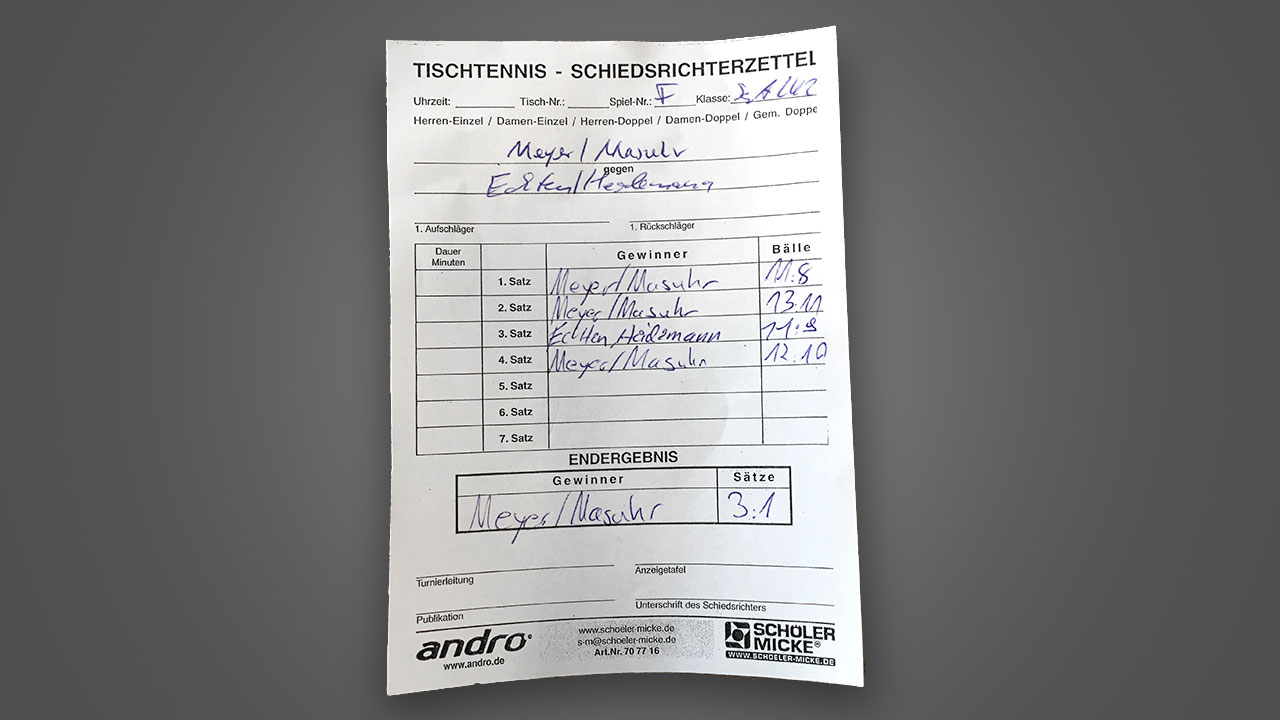 TISCHTENNIS - SCHIEDSRICHTERZETTEL
Uhrzeit: Tisch-Nr.: Spiel-Nr.: F Klasse:
Herren-Einzel / Damen-Einzel / Herren-Doppel / Damen-Doppel / Gem. Doppe
Meyer/Masuhr
gegen
1. Aufschläger 1. Rückschläger
Dauer Minuten Gewinner Bälle
1. Satz Meyer/Masuhr 11:8
2. Satz Meyer/Masuhr 13:11
3. Satz Echten, Heidzmann 11:9
4. Satz Meyer/Masuhr 12:10
5. Satz
6. Satz
7. Satz
ENDERGEBNIS
Gewinner Sätze
Meyer/Masuhr 3:1
Turnierleitung Anzeigetafel
Publikation Unterschrift des Schiedsrichters
andro
www.andro.de
www.schoeler-micke.de
s-m@schoeler-micke.de
Art.Nr. 70 77 16
SCHÖLER
MICKE®
WWW.SCHOELER-MICKE.DE